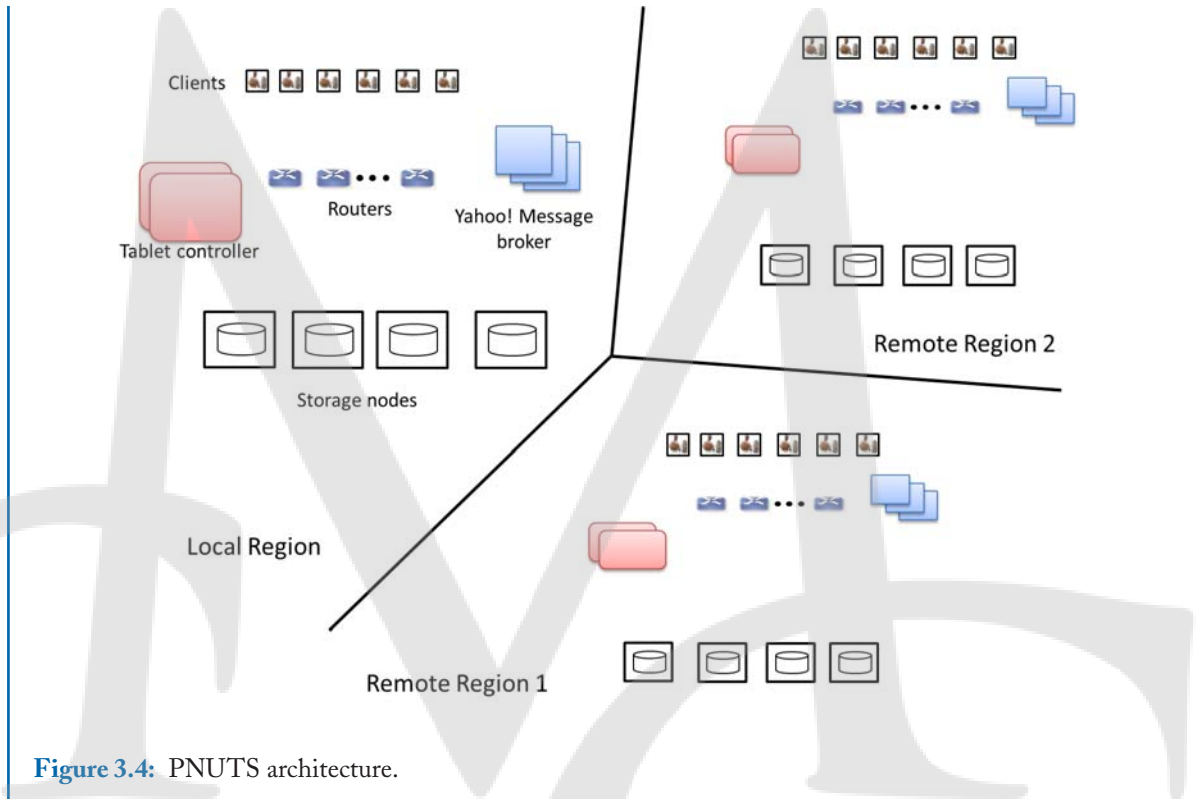 Clients
Routers
Yahoo! Message
broker
Tablet controller
Storage nodes
Local Region
Remote Region 2
Remote Region 1
Figure 3.4: PNUTS architecture.